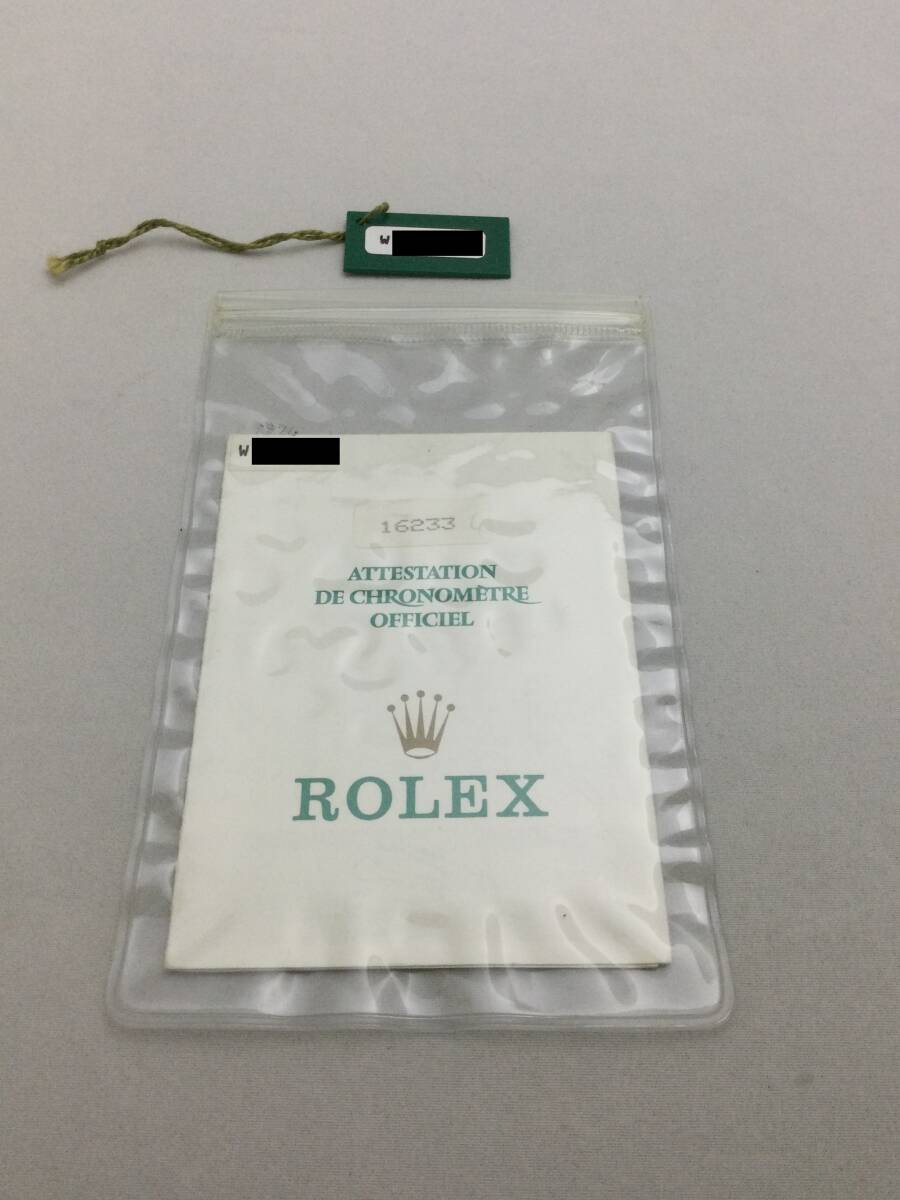 W
W
16233
ATTESTATION
DE CHRONOMÈTRE
OFFICIEL
ROLEX